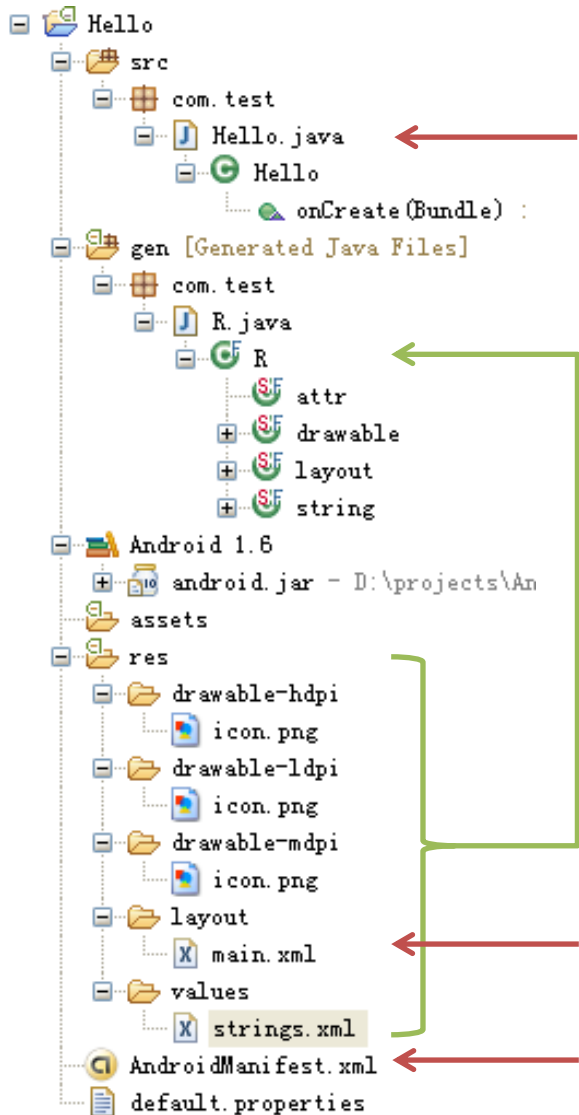 Hello
src
com.test
Hello.java
Hello
onCreate(Bundle) :
gen [Generated Java Files]
com.test
R.java
R
attr
drawable
layout
string
Android 1.6
android.jar - D:\projects\An
assets
res
drawable-hdpi
icon.png
drawable-ldpi
icon.png
drawable-mdpi
icon.png
layout
main.xml
values
strings.xml
AndroidManifest.xml
default.properties